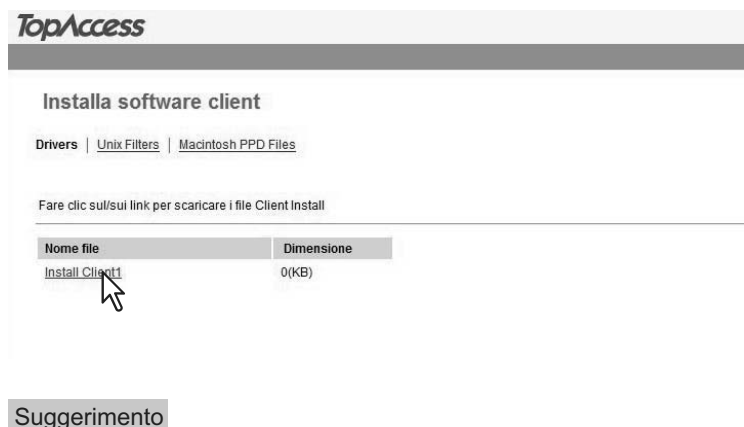 TopAccess
Installa software client
Drivers | Unix Filters | Macintosh PPD Files
Fare clic sul/sui link per scaricare i file Client Install
Nome file Dimensione
Install Client1 0(KB)
Suggerimento